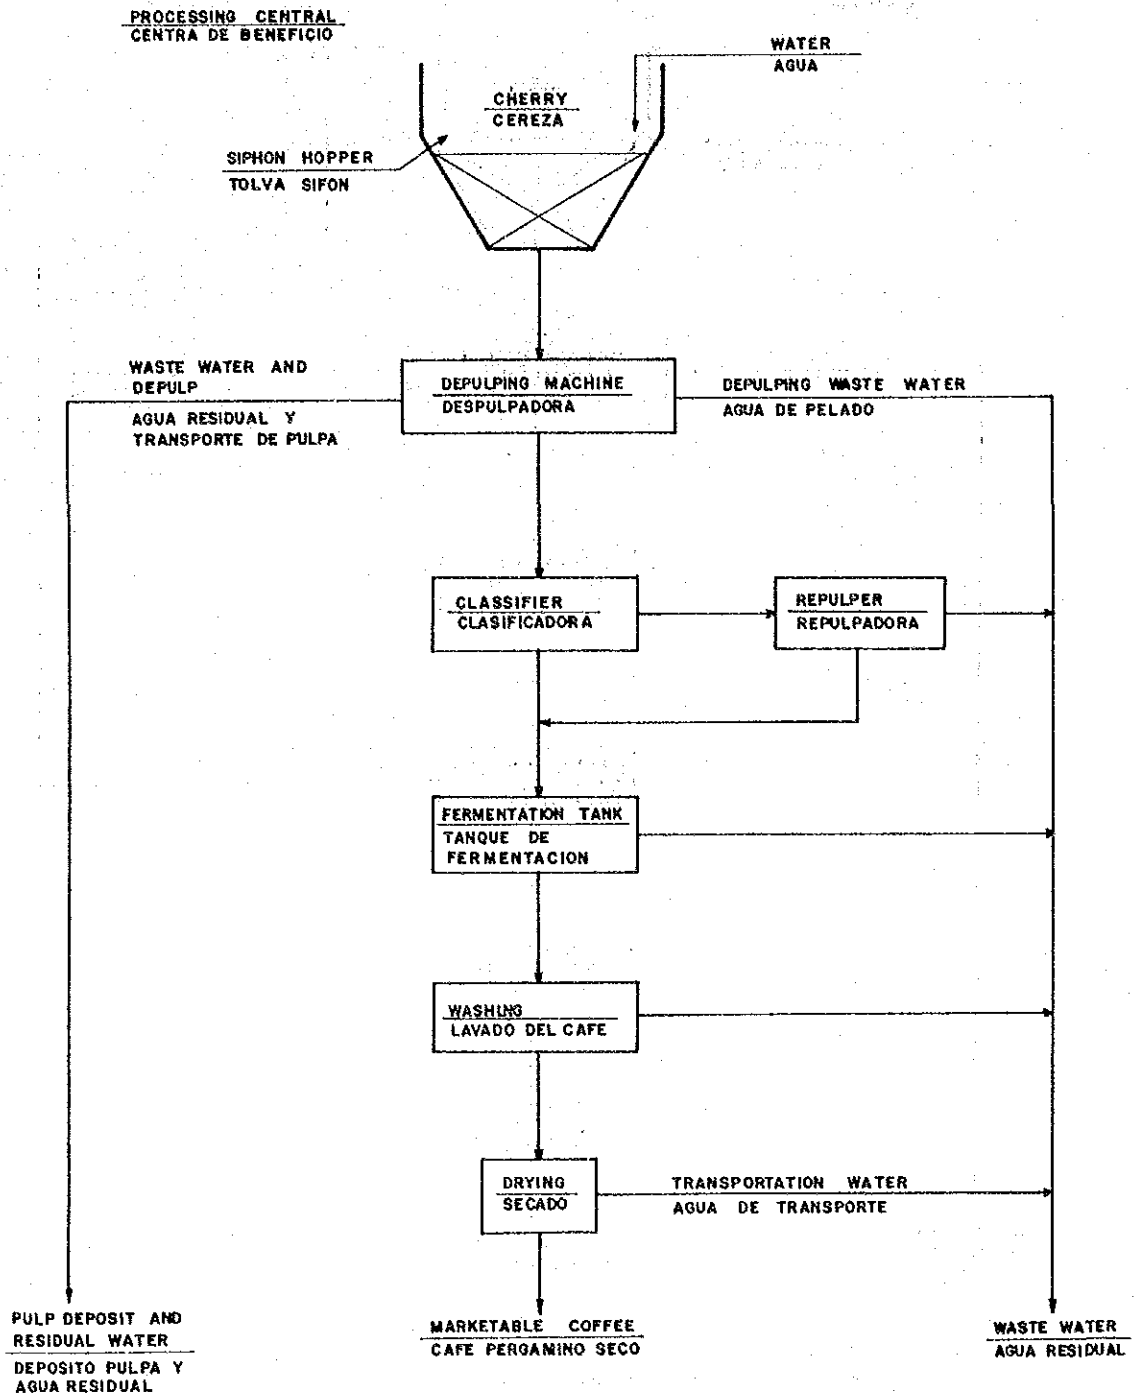 PROCESSING CENTRAL
CENTRA DE BENEFICIO
WATER
AGUA
CHERRY
CEREZA
SIPHON HOPPER
TOLVA SIFON
WASTE WATER AND
DEPULP
AGUA RESIDUAL Y
TRANSPORTE DE PULPA
DEPULPING MACHINE
DESPULPADORA
DEPULPING WASTE WATER
AGUA DE PELADO
CLASSIFIER
CLASIFICADORA
REPULPER
REPULPADORA
FERMENTATION TANK
TANQUE DE
FERMENTACION
WASHING
LAVADO DEL CAFE
DRYING
SECADO
TRANSPORTATION WATER
AGUA DE TRANSPORTE
PULP DEPOSIT AND
RESIDUAL WATER
DEPOSITO PULPA Y
AGUA RESIDUAL
MARKETABLE COFFEE
CAFE PERGAMINO SECO
WASTE WATER
AGUA RESIDUAL